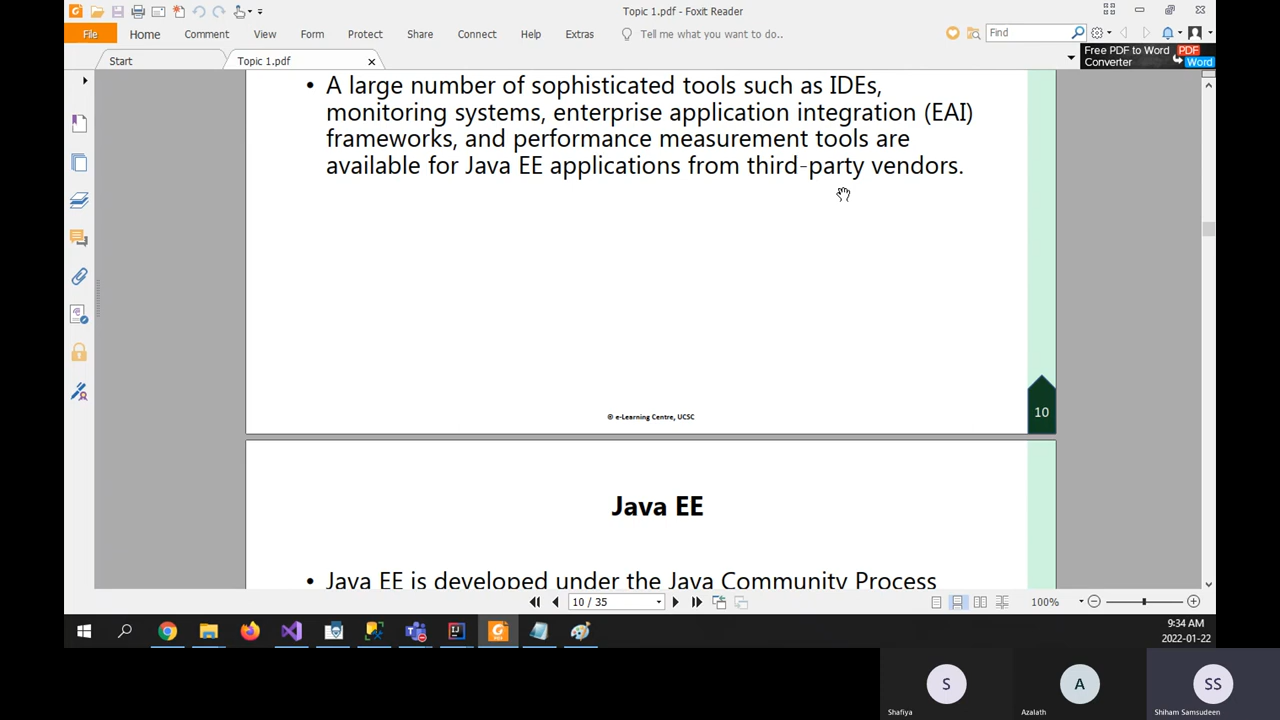 Topic 1.pdf - Foxit Reader
File Home Comment View Form Protect Share Connect Help Extras Tell me what you want to do.. Find
Start Topic 1.pdf Free PDF to Word Converter PDF Word
• A large number of sophisticated tools such as IDEs,
monitoring systems, enterprise application integration (EAI)
frameworks, and performance measurement tools are
available for Java EE applications from third-party vendors.
© e-Learning Centre, UCSC
10
Java EE
• Java EE is developed under the Java Community Process
10 / 35 100%
9:34 AM
2022-01-22
S A SS
Shafiya Azalath Shiham Samsudeen